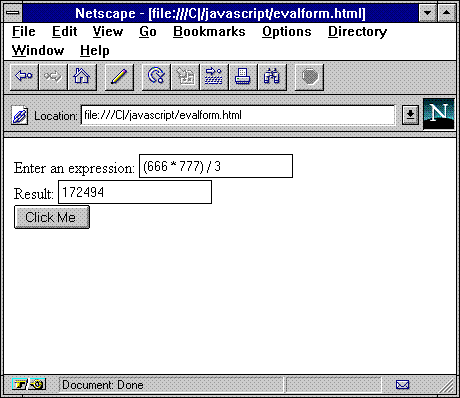 Netscape - [file:///C|/javascript/evalform.html]
File Edit View Go Bookmarks Options Directory
Window Help
Location: file:///C|/javascript/evalform.html
N
Enter an expression: (666 * 777) / 3
Result: 172494
Click Me
Document: Done